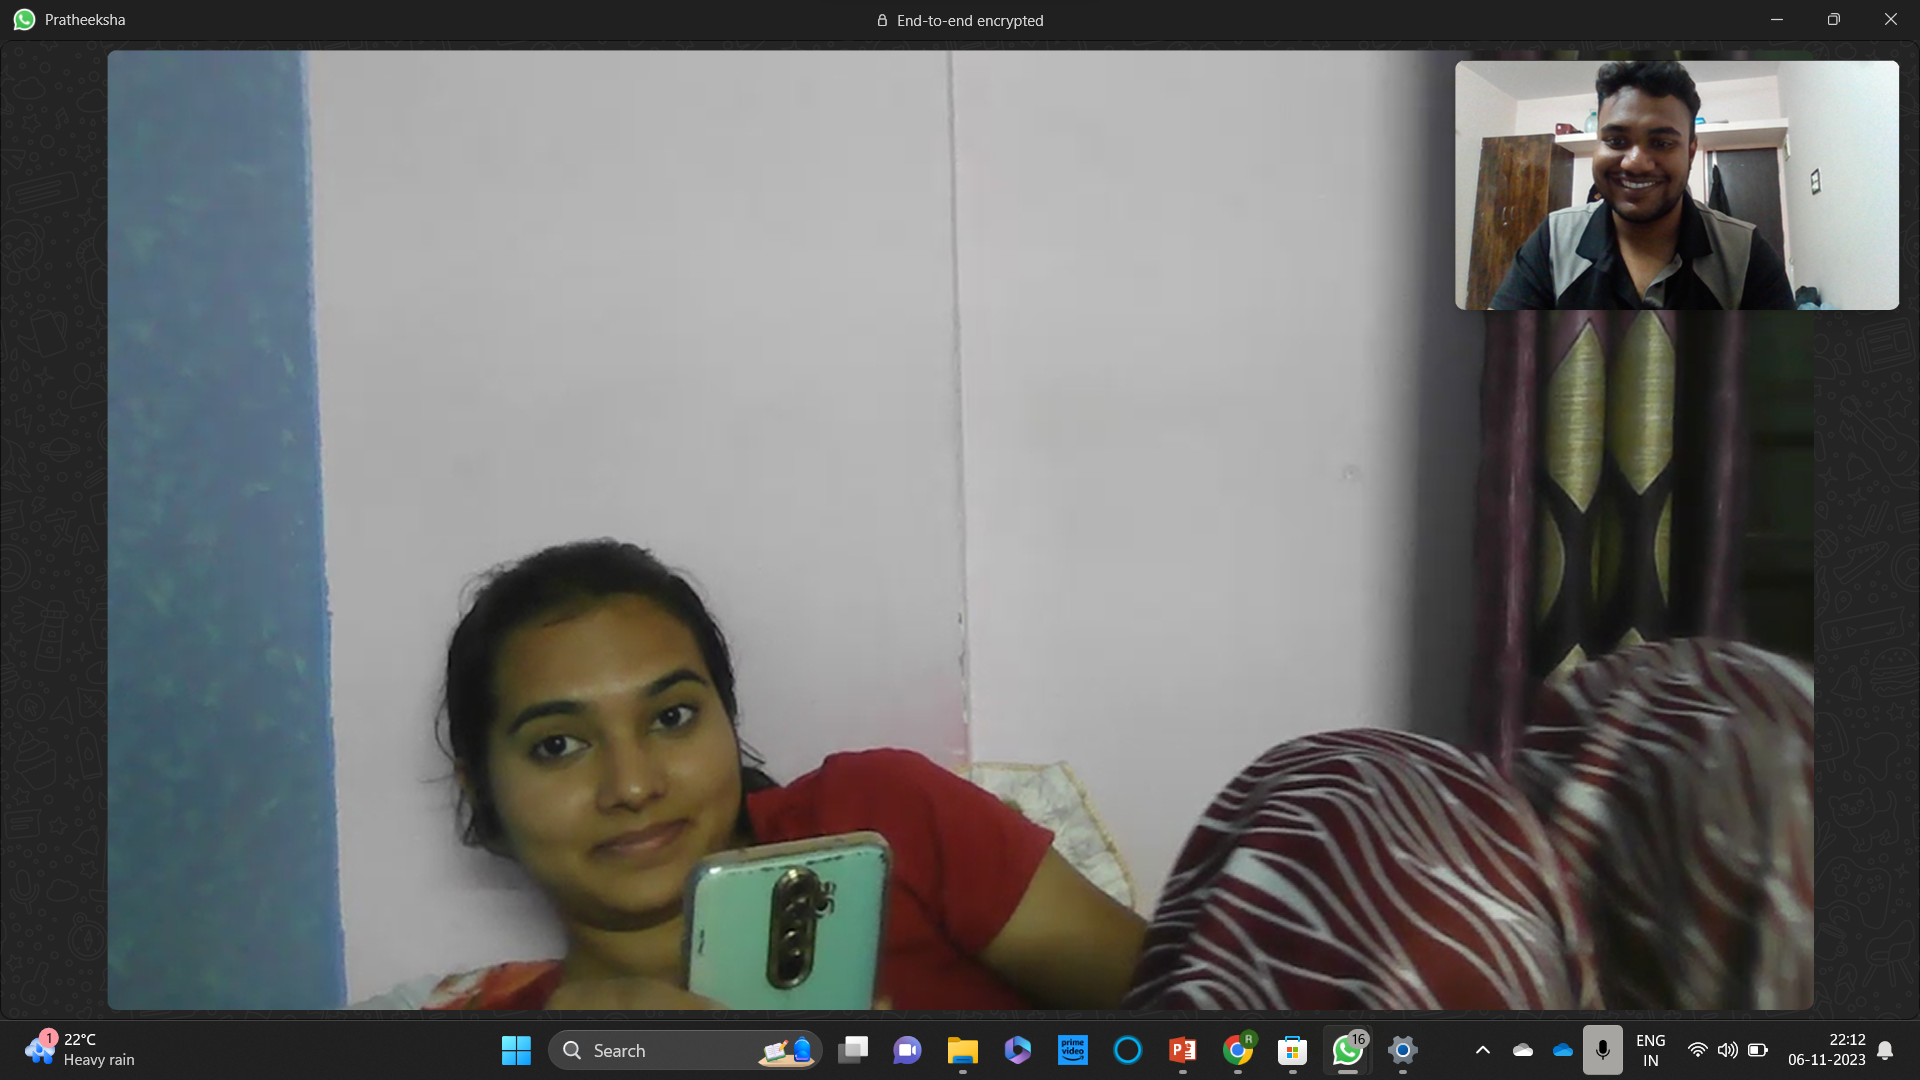 Pratheeksha
End-to-end encrypted
1
22°C
Heavy rain
Search
prime
video
P
R
16
ENG
IN
22:12
06-11-2023